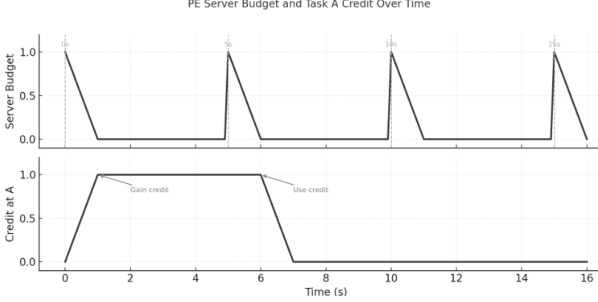 PE Server Budget and Task A Credit Over Time
0s
5s
10s
15s
1.0
0.5
0.0
Server Budget
1.0
0.5
0.0
Credit at A
Gain credit
Use credit
0 2 4 6 8 10 12 14 16
Time (s)